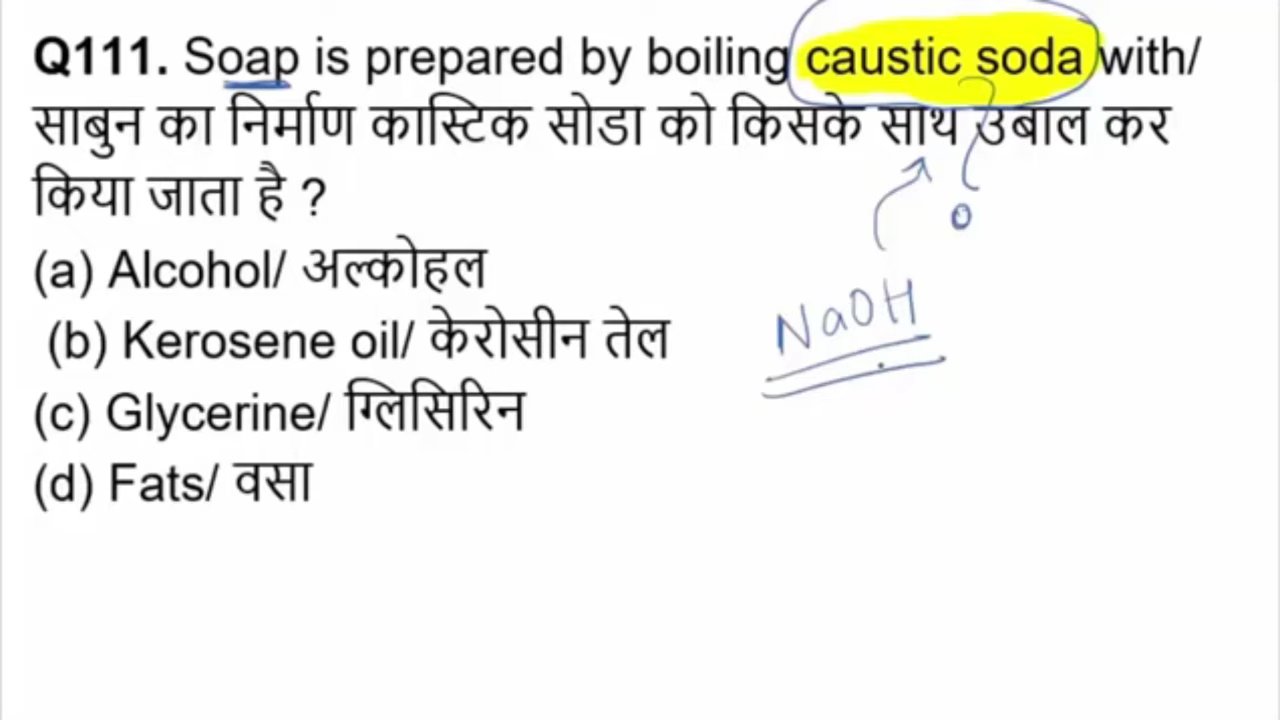 Q111. Soap is prepared by boiling caustic soda with/
साबुन का निर्माण कास्टिक सोडा को किसके साथ उबाल कर
किया जाता है ?
(a) Alcohol/ अल्कोहल
(b) Kerosene oil/ केरोसीन तेल
NaOH
(c) Glycerine/ ग्लिसिरिन
(d) Fats/ वसा